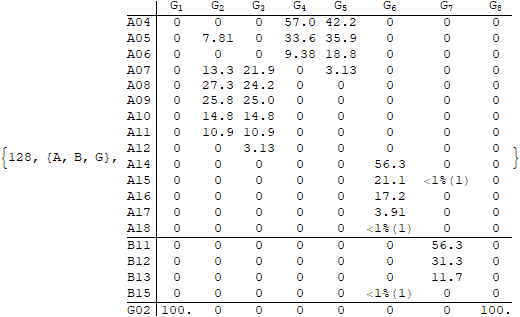 G₁ G₂ G₃ G₄ G₅ G₆ G₇ G₈
A04 0 0 0 57.0 42.2 0 0 0
A05 0 7.81 0 33.6 35.9 0 0 0
A06 0 0 0 9.38 18.8 0 0 0
A07 0 13.3 21.9 0 3.13 0 0 0
A08 0 27.3 24.2 0 0 0 0 0
A09 0 25.8 25.0 0 0 0 0 0
A10 0 14.8 14.8 0 0 0 0 0
A11 0 10.9 10.9 0 0 0 0 0
A12 0 0 3.13 0 0 0 0 0
{128, {A, B, G}, }
A14 0 0 0 0 0 56.3 0 0
A15 0 0 0 0 0 21.1 <1%(1) 0
A16 0 0 0 0 0 17.2 0 0
A17 0 0 0 0 0 3.91 0 0
A18 0 0 0 0 0 <1%(1) 0 0
B11 0 0 0 0 0 0 56.3 0
B12 0 0 0 0 0 0 31.3 0
B13 0 0 0 0 0 0 11.7 0
B15 0 0 0 0 0 <1%(1) 0 0
G02 100. 0 0 0 0 0 0 100.